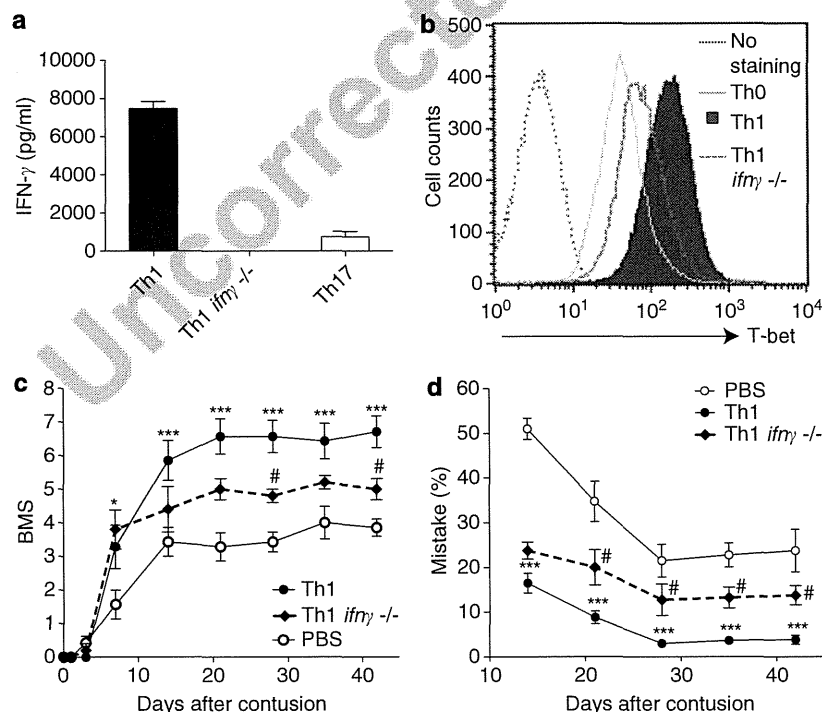 Uncorrecte
a
10000
8000
6000
4000
2000
0
IFN-γ (pg/ml)
Th1
Th1 ifnγ -/-
Th17
b
500
400
300
200
100
0
Cell counts
No
staining
Th0
Th1
Th1
ifnγ -/-
10⁰
10¹
10²
10³
10⁴
T-bet
c
8
7
6
5
4
3
2
1
0
BMS
*
***
***
***
***
***
#
#
Th1
Th1 ifnγ -/-
PBS
0
10
20
30
40
Days after contusion
d
60
50
40
30
20
10
0
Mistake (%)
PBS
Th1
Th1 ifnγ -/-
***
***
***
***
***
#
#
#
#
10
20
30
40
Days after contusion